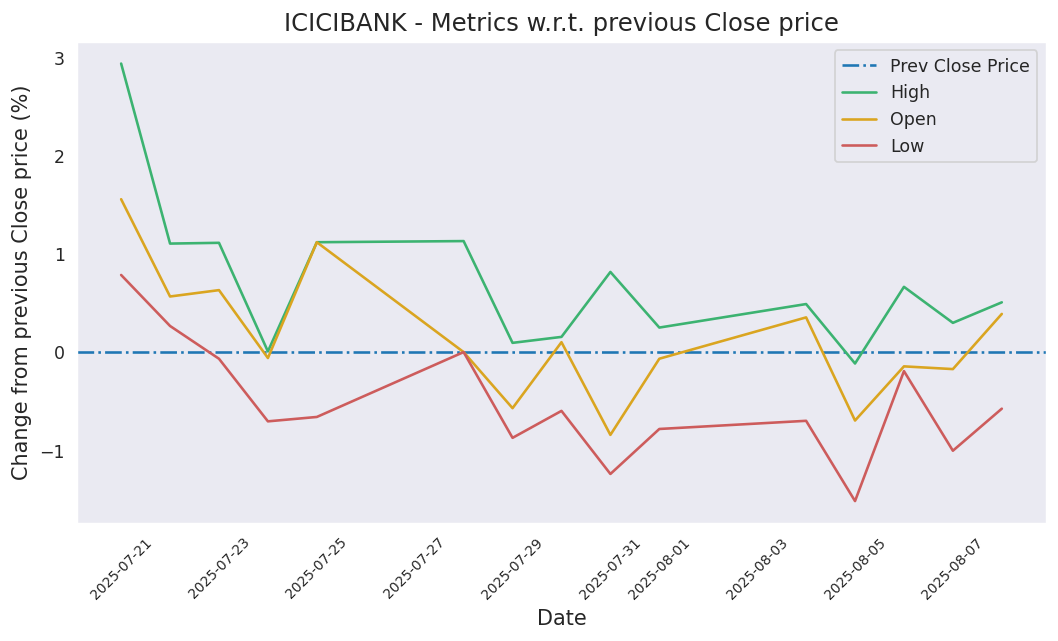 ICICIBANK - Metrics w.r.t. previous Close price
Change from previous Close price (%)
3
2
1
0
−1
Prev Close Price
High
Open
Low
2025-07-21
2025-07-23
2025-07-25
2025-07-27
2025-07-29
2025-07-31
2025-08-01
2025-08-03
2025-08-05
2025-08-07
Date